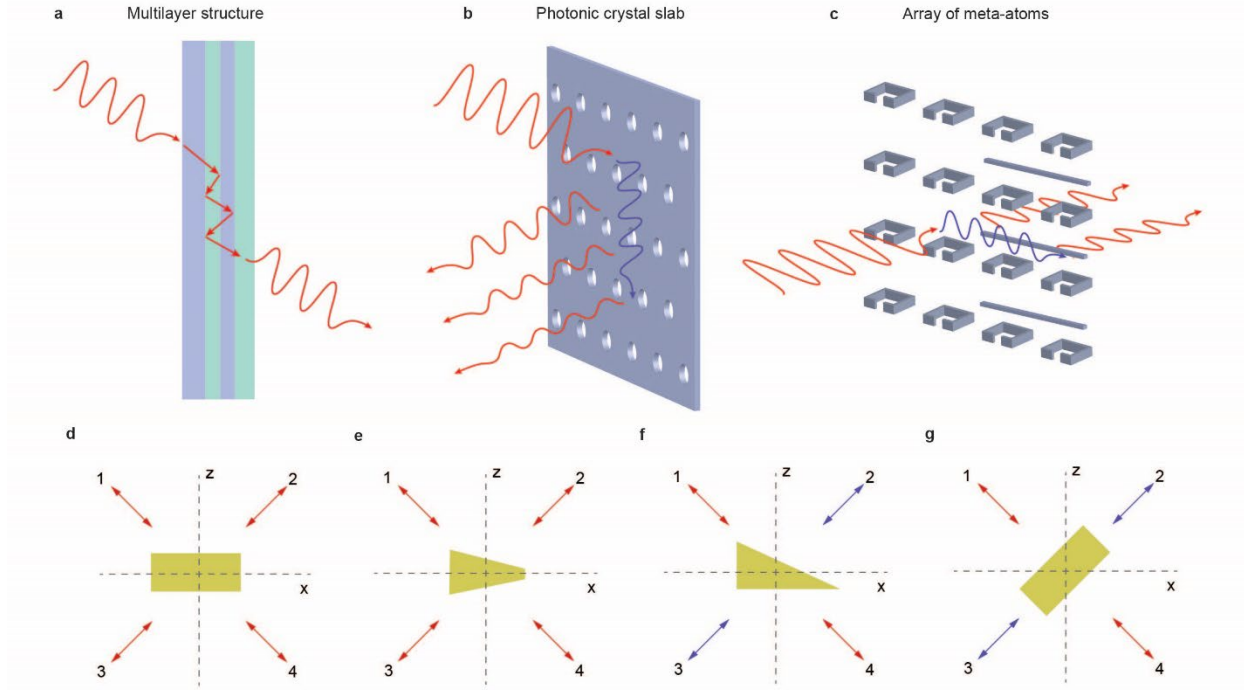 a Multilayer structure
b Photonic crystal slab
c Array of meta-atoms
d
1 z 2
x
3 4
e
1 z 2
x
3 4
f
1 z 2
x
3 4
g
1 z 2
x
3 4